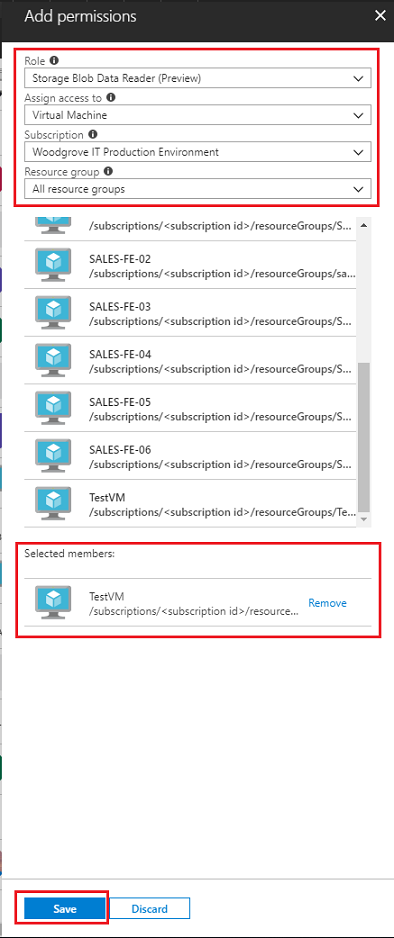 Add permissions
Role
Storage Blob Data Reader (Preview)
Assign access to
Virtual Machine
Subscription
Woodgrove IT Production Environment
Resource group
All resource groups
/subscriptions/<subscription id>/resourceGroups/S...
SALES-FE-02
/subscriptions/<subscription id>/resourceGroups/sa...
SALES-FE-03
/subscriptions/<subscription id>/resourceGroups/S...
SALES-FE-04
/subscriptions/<subscription id>/resourceGroups/S...
SALES-FE-05
/subscriptions/<subscription id>/resourceGroups/S...
SALES-FE-06
/subscriptions/<subscription id>/resourceGroups/S...
TestVM
/subscriptions/<subscription id>/resourceGroups/Te...
Selected members:
TestVM
/subscriptions/<subscription id>/resource...
Remove
Save
Discard